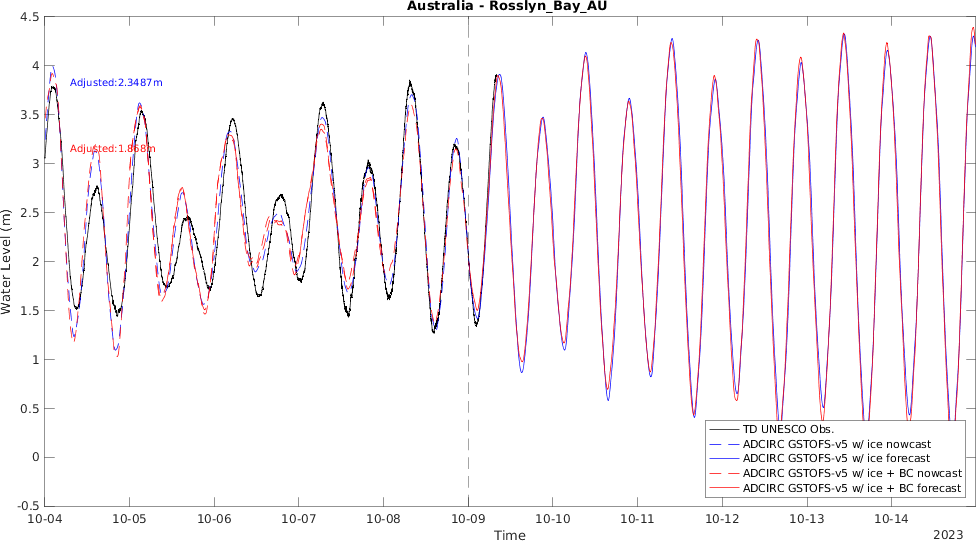 Australia - Rosslyn_Bay_AU
4.5
4
3.5
3
2.5
2
1.5
1
0.5
0
-0.5
Water Level (m)
Adjusted:2.3487m
Adjusted:1.868m
TD UNESCO Obs.
ADCIRC GSTOFS-v5 w/ ice nowcast
ADCIRC GSTOFS-v5 w/ ice forecast
ADCIRC GSTOFS-v5 w/ ice + BC nowcast
ADCIRC GSTOFS-v5 w/ ice + BC forecast
10-04 10-05 10-06 10-07 10-08 10-09 10-10 10-11 10-12 10-13 10-14
Time
2023